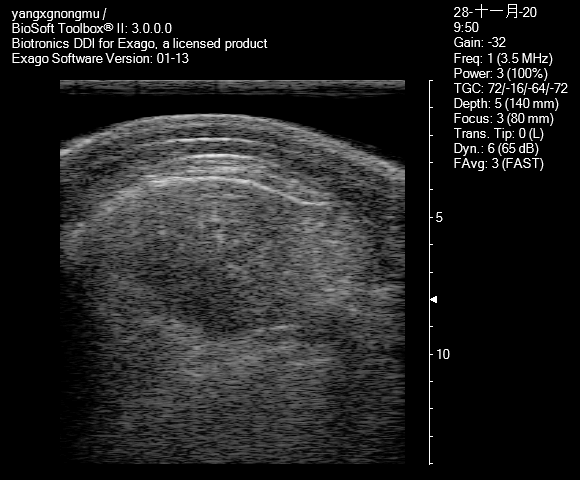 yangxgnongmu /
BioSoft Toolbox® II: 3.0.0.0
Biotronics DDI for Exago, a licensed product
Exago Software Version: 01-13
28-十一月-20
9:50
Gain: -32
Freq: 1 (3.5 MHz)
Power: 3 (100%)
TGC: 72/-16/-64/-72
Depth: 5 (140 mm)
Focus: 3 (80 mm)
Trans. Tip: 0 (L)
Dyn.: 6 (65 dB)
FAvg: 3 (FAST)
5
10